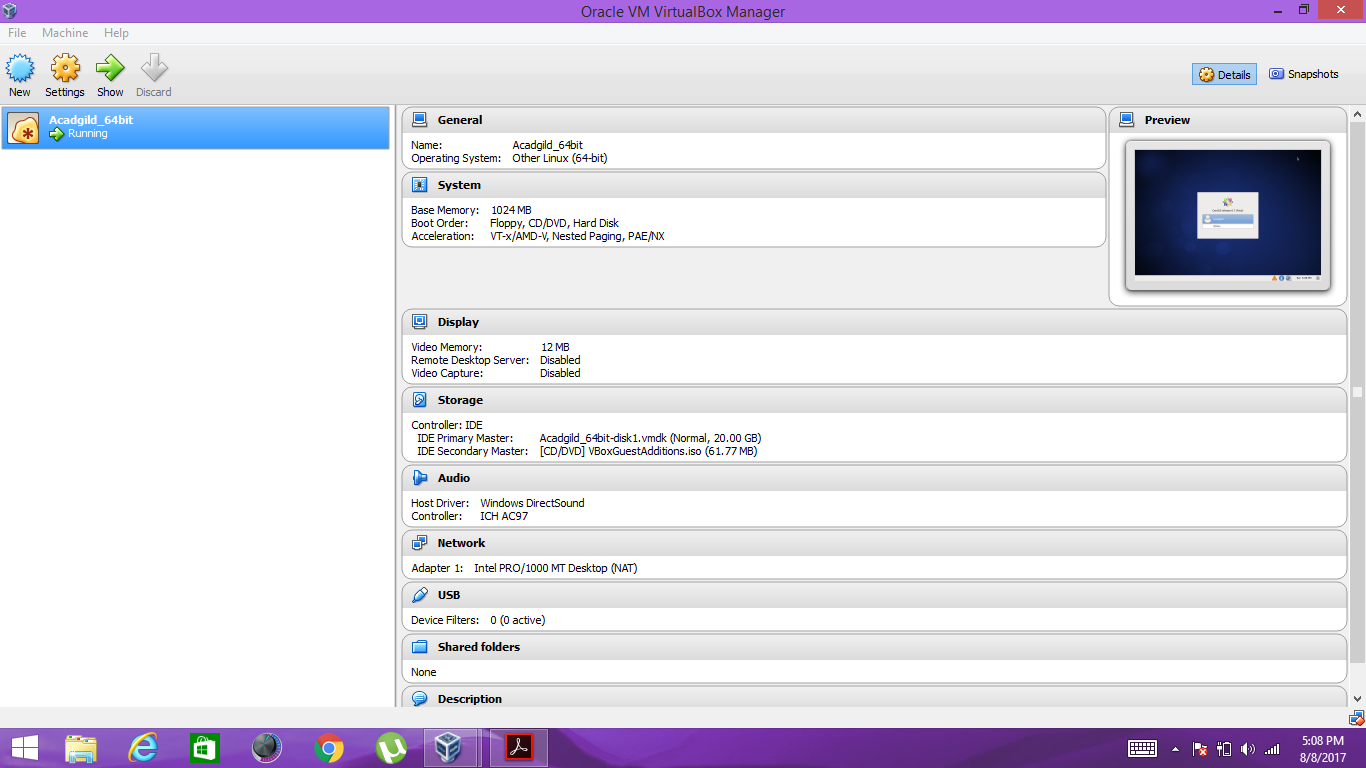 Oracle VM VirtualBox Manager
File Machine Help
New Settings Show Discard
Details Snapshots
Acadgild_64bit
Running
General
Name: Acadgild_64bit
Operating System: Other Linux (64-bit)
System
Base Memory: 1024 MB
Boot Order: Floppy, CD/DVD, Hard Disk
Acceleration: VT-x/AMD-V, Nested Paging, PAE/NX
Preview
Display
Video Memory: 12 MB
Remote Desktop Server: Disabled
Video Capture: Disabled
Storage
Controller: IDE
IDE Primary Master: Acadgild_64bit-disk1.vmdk (Normal, 20.00 GB)
IDE Secondary Master: [CD/DVD] VBoxGuestAdditions.iso (61.77 MB)
Audio
Host Driver: Windows DirectSound
Controller: ICH AC97
Network
Adapter 1: Intel PRO/1000 MT Desktop (NAT)
USB
Device Filters: 0 (0 active)
Shared folders
None
Description
5:08 PM
8/8/2017